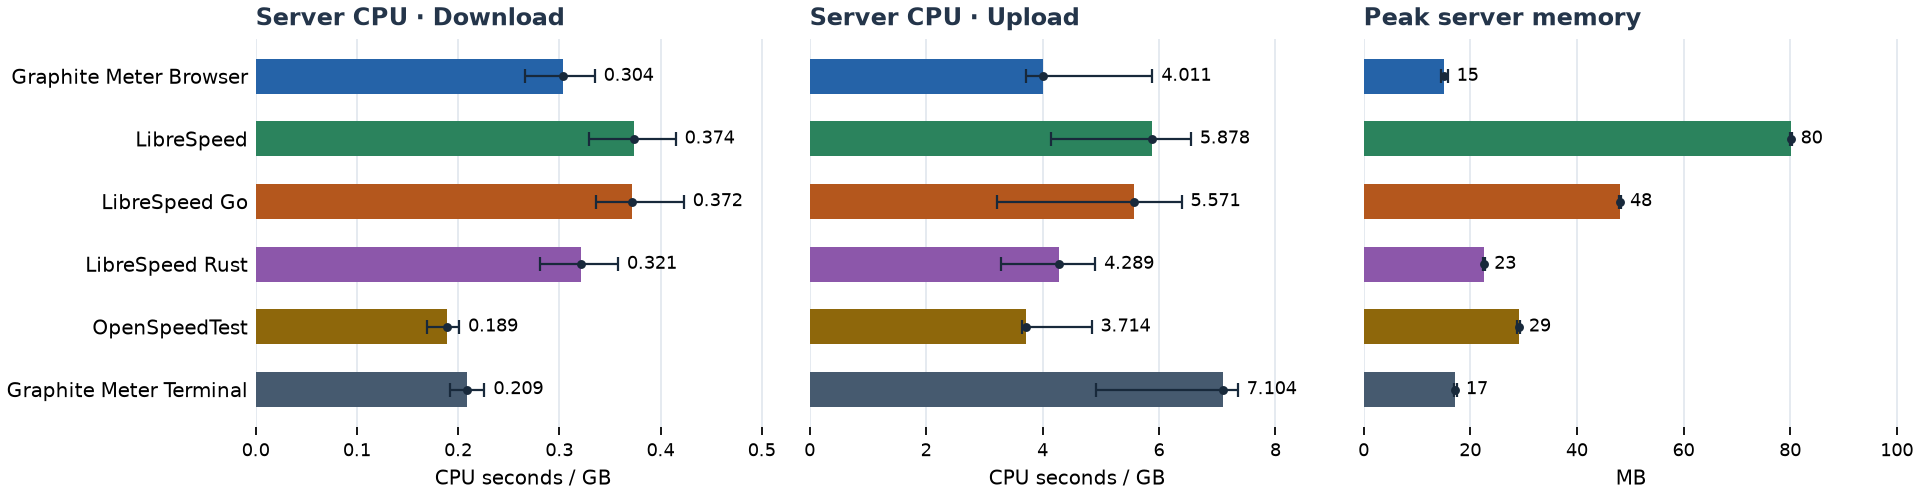 Server CPU · Download
Graphite Meter Browser
LibreSpeed
LibreSpeed Go
LibreSpeed Rust
OpenSpeedTest
Graphite Meter Terminal
0.304
0.374
0.372
0.321
0.189
0.209
0.0 0.1 0.2 0.3 0.4 0.5
CPU seconds / GB
Server CPU · Upload
4.011
5.878
5.571
4.289
3.714
7.104
0 2 4 6 8
CPU seconds / GB
Peak server memory
15
80
48
23
29
17
0 20 40 60 80 100
MB